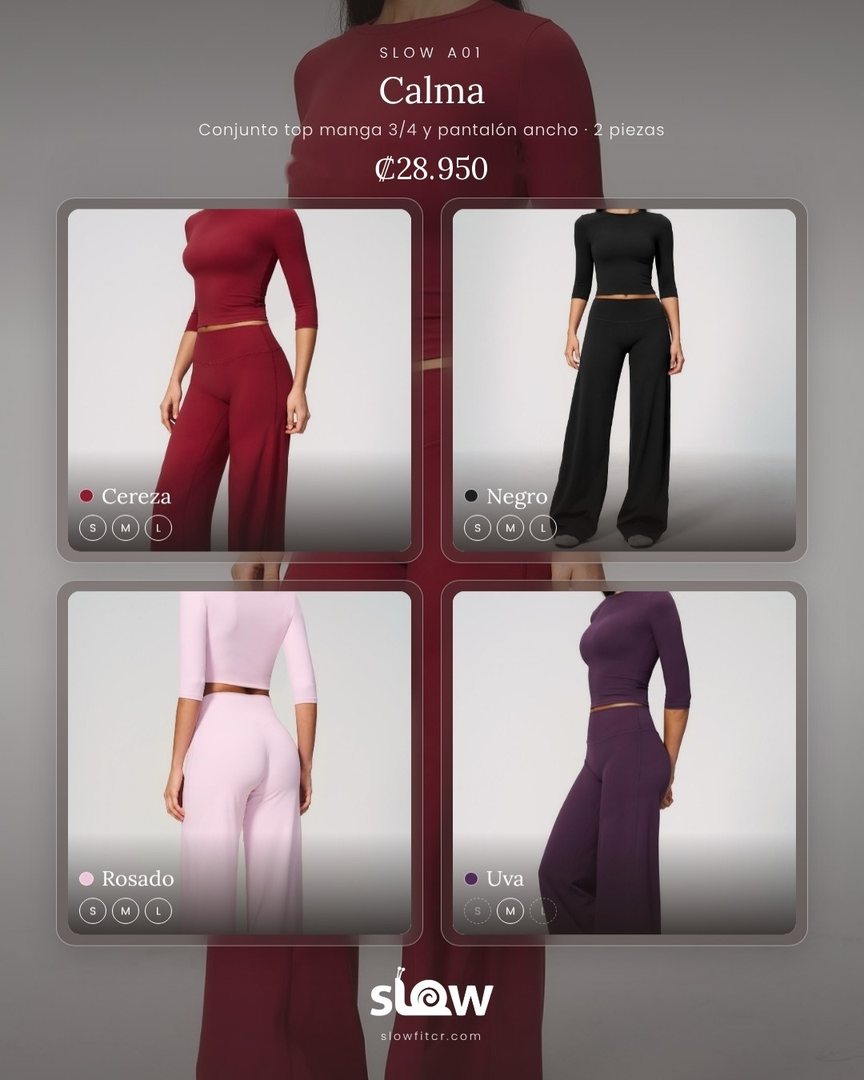 SLOW A01
Calma
Conjunto top manga 3/4 y pantalón ancho · 2 piezas
₡28.950
Cereza
S M L
Negro
S M L
Rosado
S M L
Uva
S M L
slow
slowfitcr.com